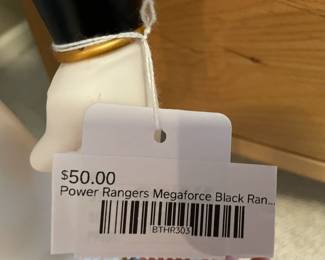 $50.00
Power Rangers Megaforce Black Ran...
BTHR303